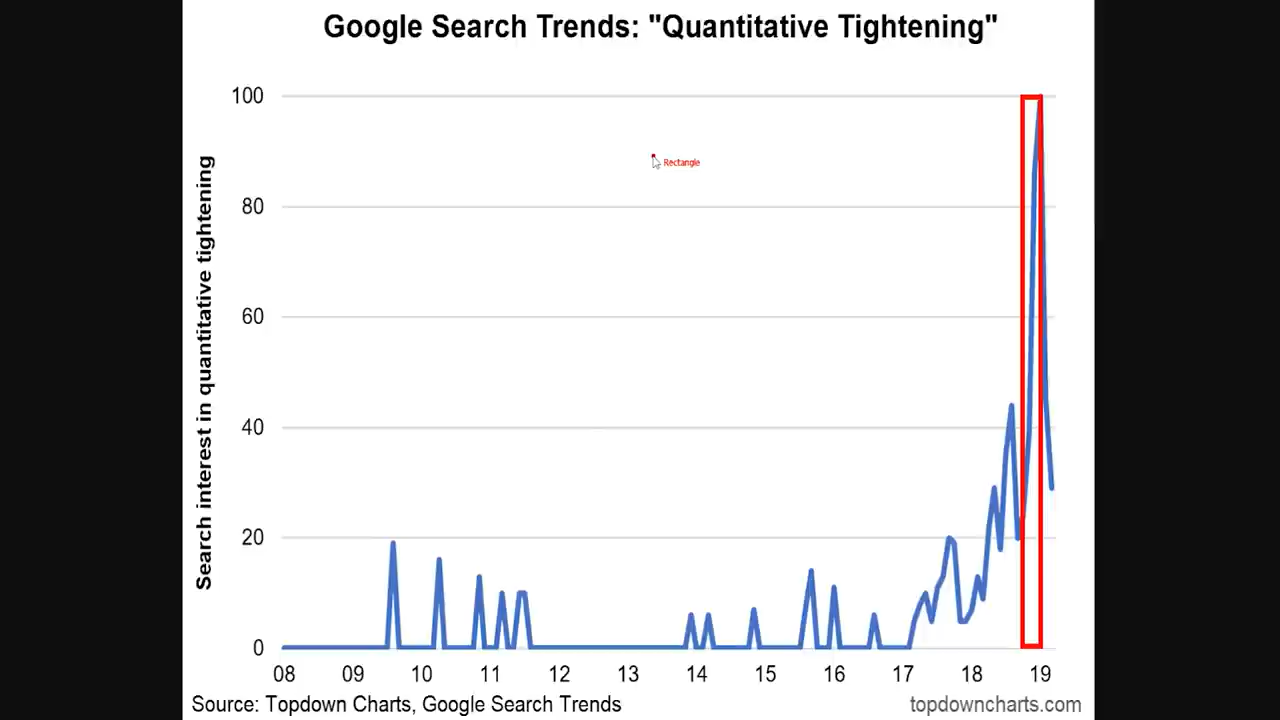 Google Search Trends: "Quantitative Tightening"
Search interest in quantitative tightening
100
80
60
40
20
0
Rectangle
08 09 10 11 12 13 14 15 16 17 18 19
Source: Topdown Charts, Google Search Trends
topdowncharts.com